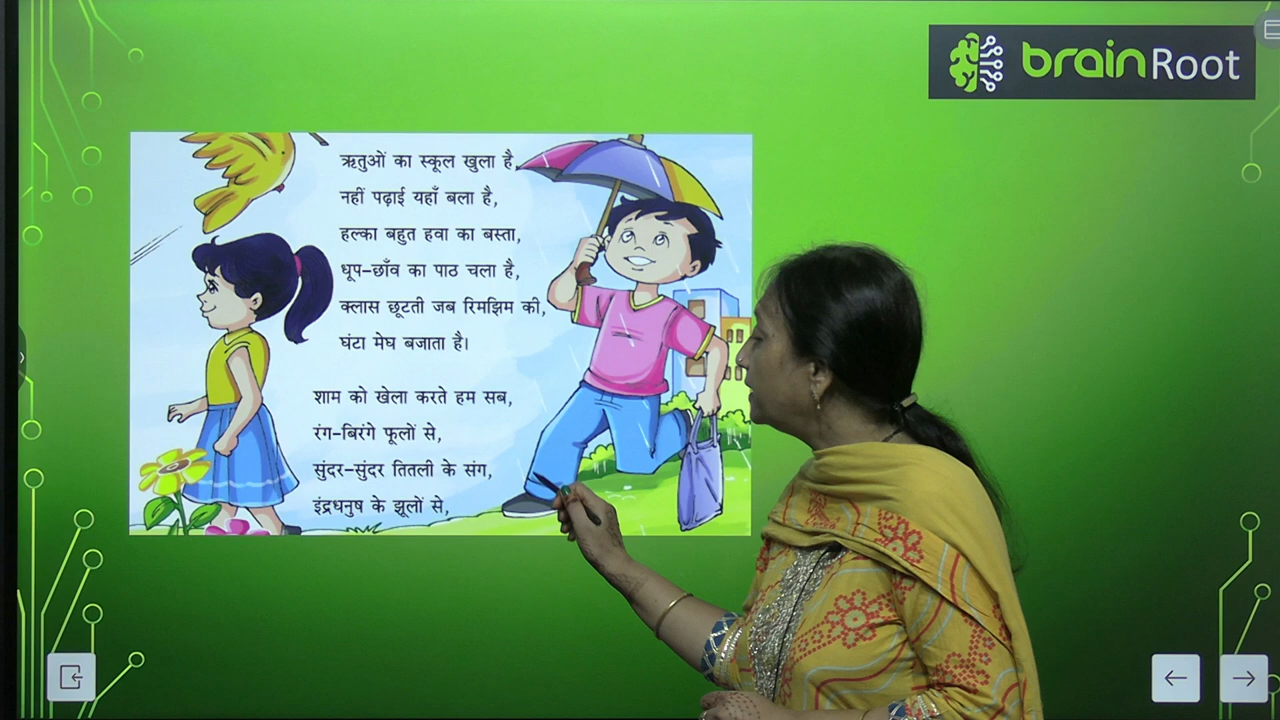 brainRoot
ऋतुओं का स्कूल खुला है,
नहीं पढ़ाई यहाँ बला है,
हल्का बहुत हवा का बस्ता,
धूप-छाँव का पाठ चला है,
क्लास छूटती जब रिमझिम की,
घंटा मेघ बजाता है।
शाम को खेला करते हम सब,
रंग-बिरंगे फूलों से,
सुंदर-सुंदर तितली के संग,
इंद्रधनुष के झूलों से,